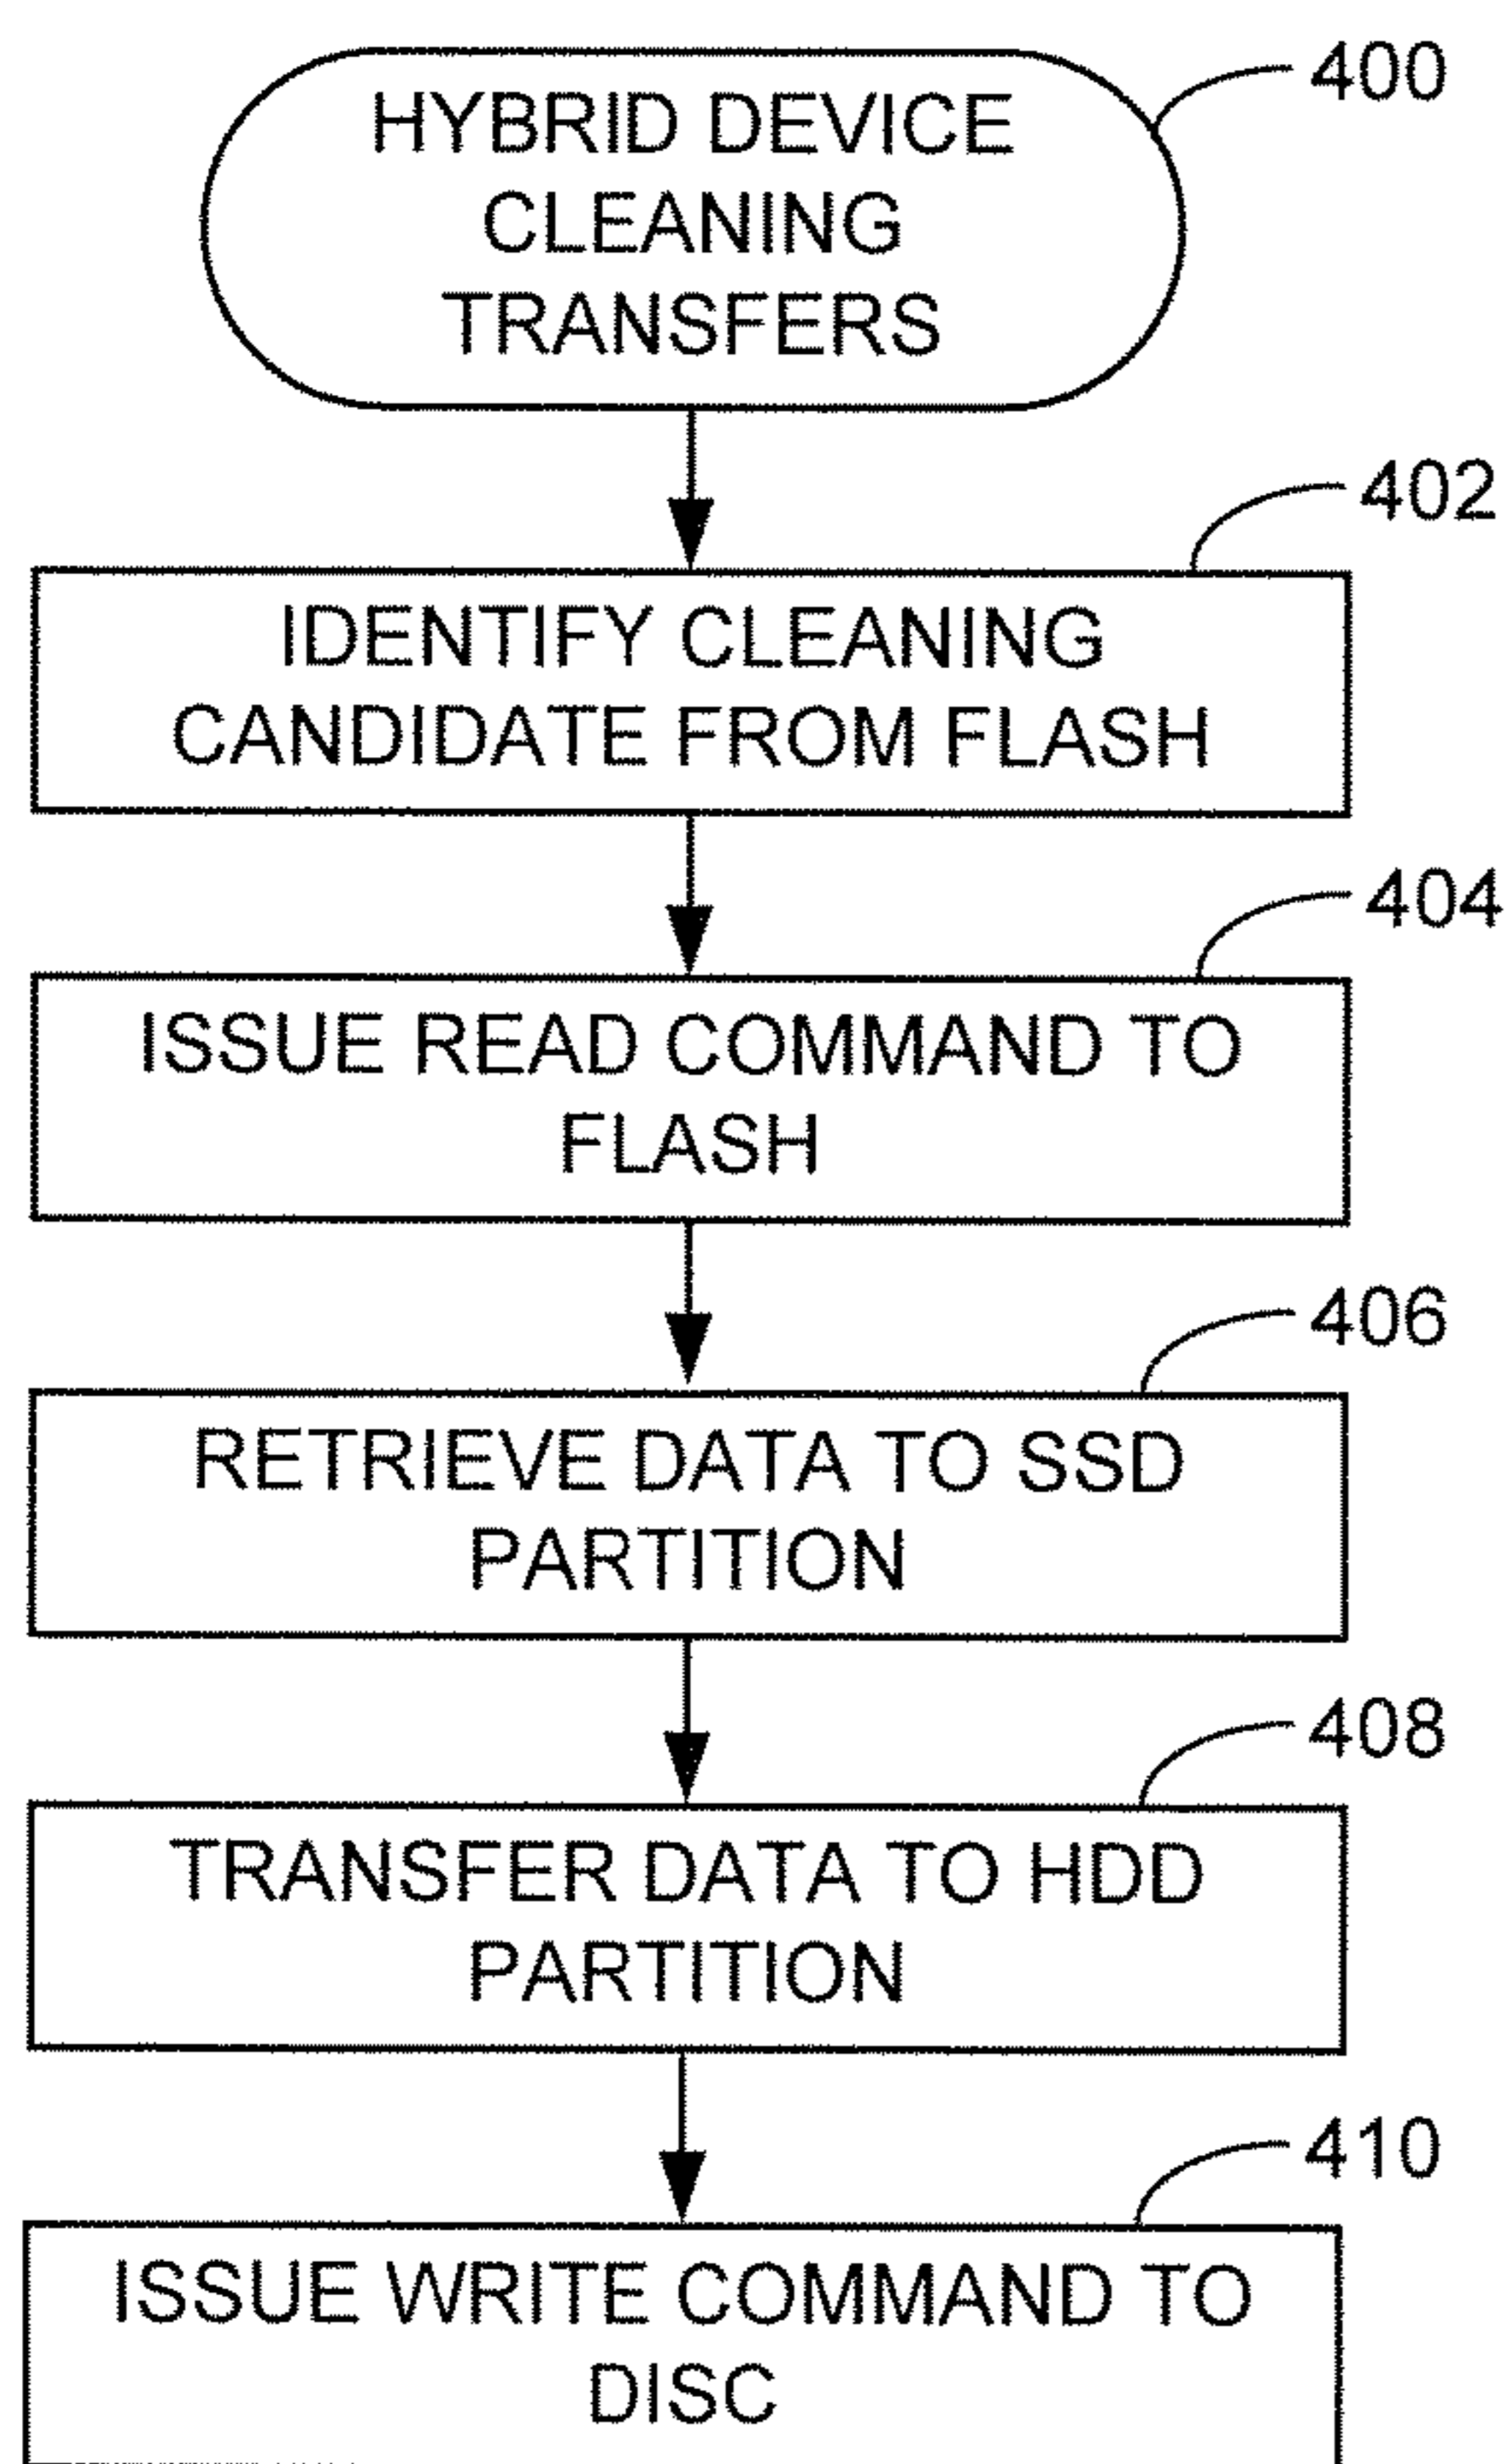 HYBRID DEVICE
CLEANING
TRANSFERS
400
402
IDENTIFY CLEANING
CANDIDATE FROM FLASH
404
ISSUE READ COMMAND TO
FLASH
406
RETRIEVE DATA TO SSD
PARTITION
408
TRANSFER DATA TO HDD
PARTITION
410
ISSUE WRITE COMMAND TO
DISC